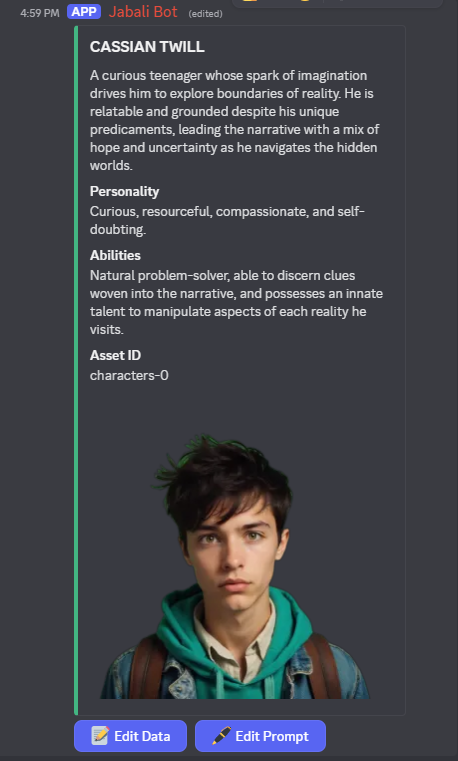 4:59 PM APP Jabali Bot (edited)
CASSIAN TWILL
A curious teenager whose spark of imagination
drives him to explore boundaries of reality. He is
relatable and grounded despite his unique
predicaments, leading the narrative with a mix of
hope and uncertainty as he navigates the hidden
worlds.
Personality
Curious, resourceful, compassionate, and self-
doubting.
Abilities
Natural problem-solver, able to discern clues
woven into the narrative, and possesses an innate
talent to manipulate aspects of each reality he
visits.
Asset ID
characters-0
Edit Data Edit Prompt